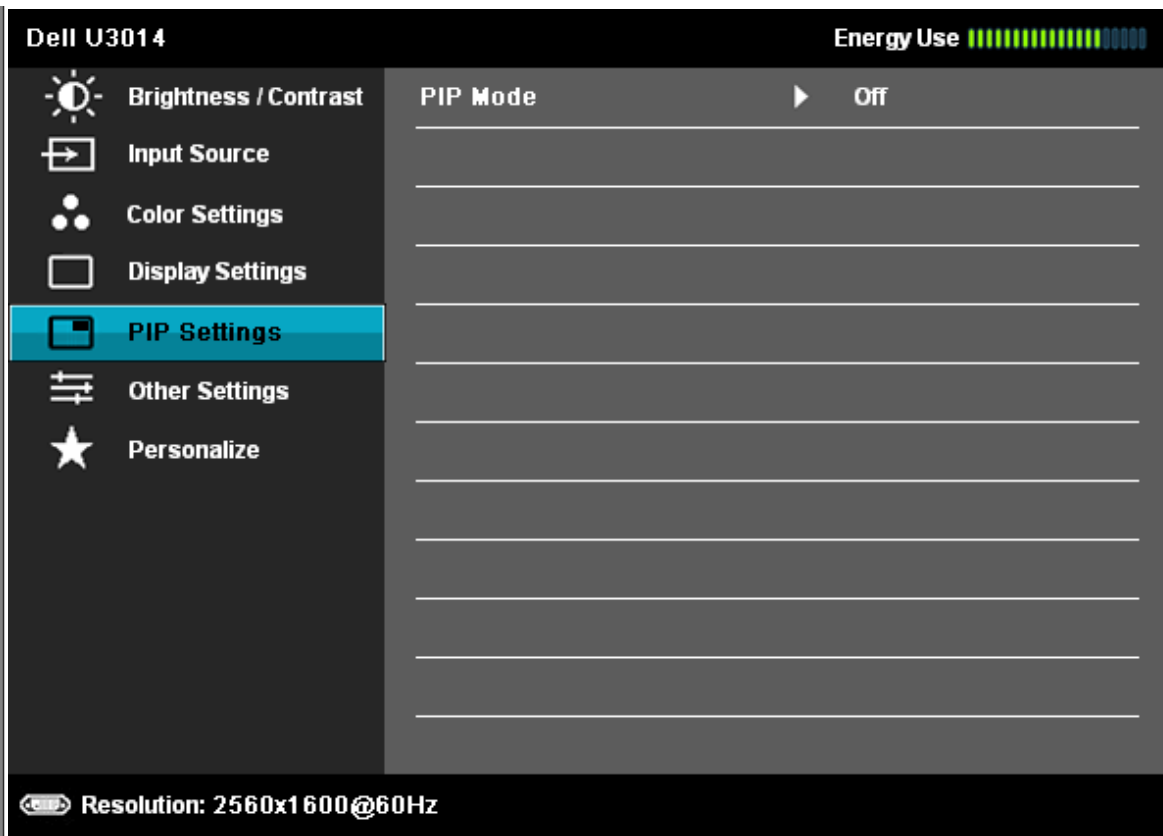 Dell U3014 Energy Use
Brightness / Contrast PIP Mode Off
Input Source
Color Settings
Display Settings
PIP Settings
Other Settings
Personalize
Resolution: 2560x1600@60Hz